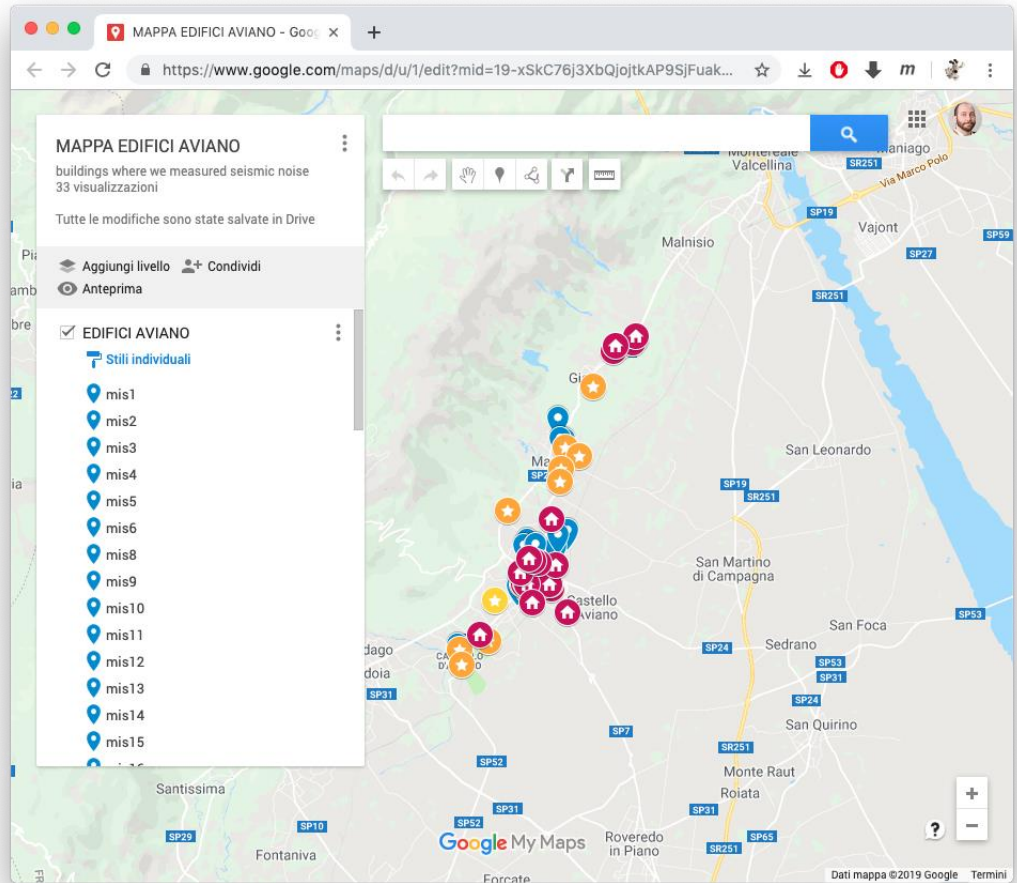 MAPPA EDIFICI AVIANO - Goog
https://www.google.com/maps/d/u/1/edit?mid=19-xSkC76j3XbQjojtkAP9SjFuak...
m
MAPPA EDIFICI AVIANO
buildings where we measured seismic noise
33 visualizzazioni
Tutte le modifiche sono state salvate in Drive
Aggiungi livello Condividi
Anteprima
EDIFICI AVIANO
Stili individuali
mis1
mis2
mis3
mis4
mis5
mis6
mis8
mis9
mis10
mis11
mis12
mis13
mis14
mis15
Montereale
Valcellina
SR251
Maniago
Via Marco Polo
SP19
Vajont
SP59
Malnisio
SP27
SR251
San Leonardo
SP19
SR251
San Martino
di Campagna
Castello
Aviano
San Foca
SP53
SP24
Sedrano
SP53
SP31
SP31
SP24
San Quirino
SP7
SR251
SP52
Monte Raut
Roiata
Santissima
SP31
SP31
SP29
SP10
SP52
SP65
Google My Maps
Roveredo
in Piano
SR251
Fontaniva
Forcate
?
Dati mappa ©2019 Google Termini